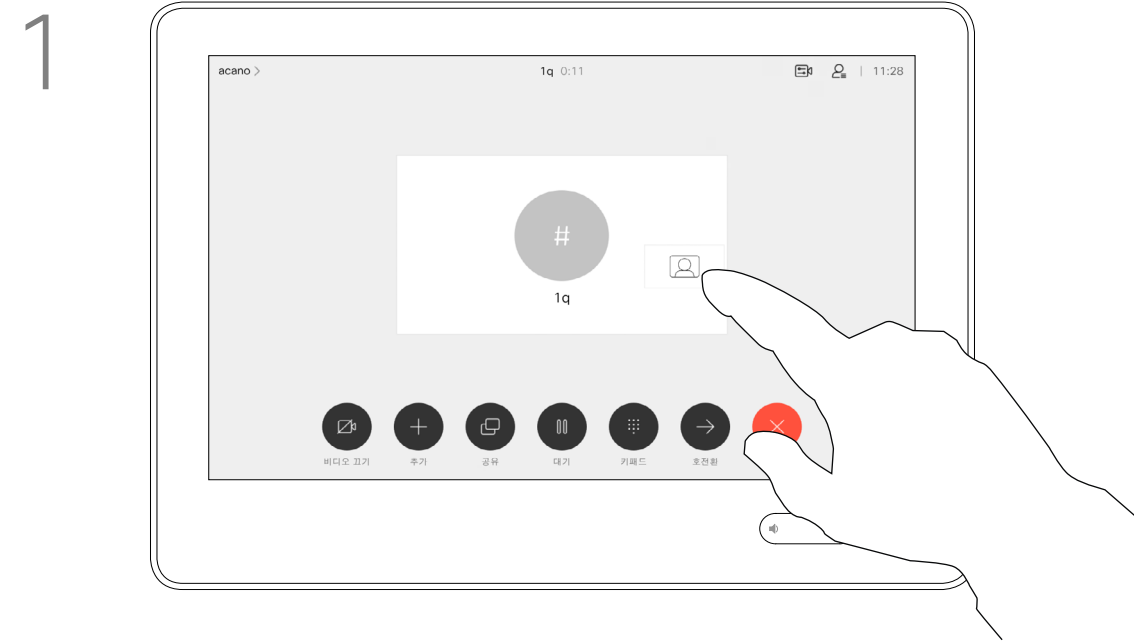 1
acano >
1q 0:11
11:28
#
1q
비디오 끄기
추가
공유
대기
키패드
호전환